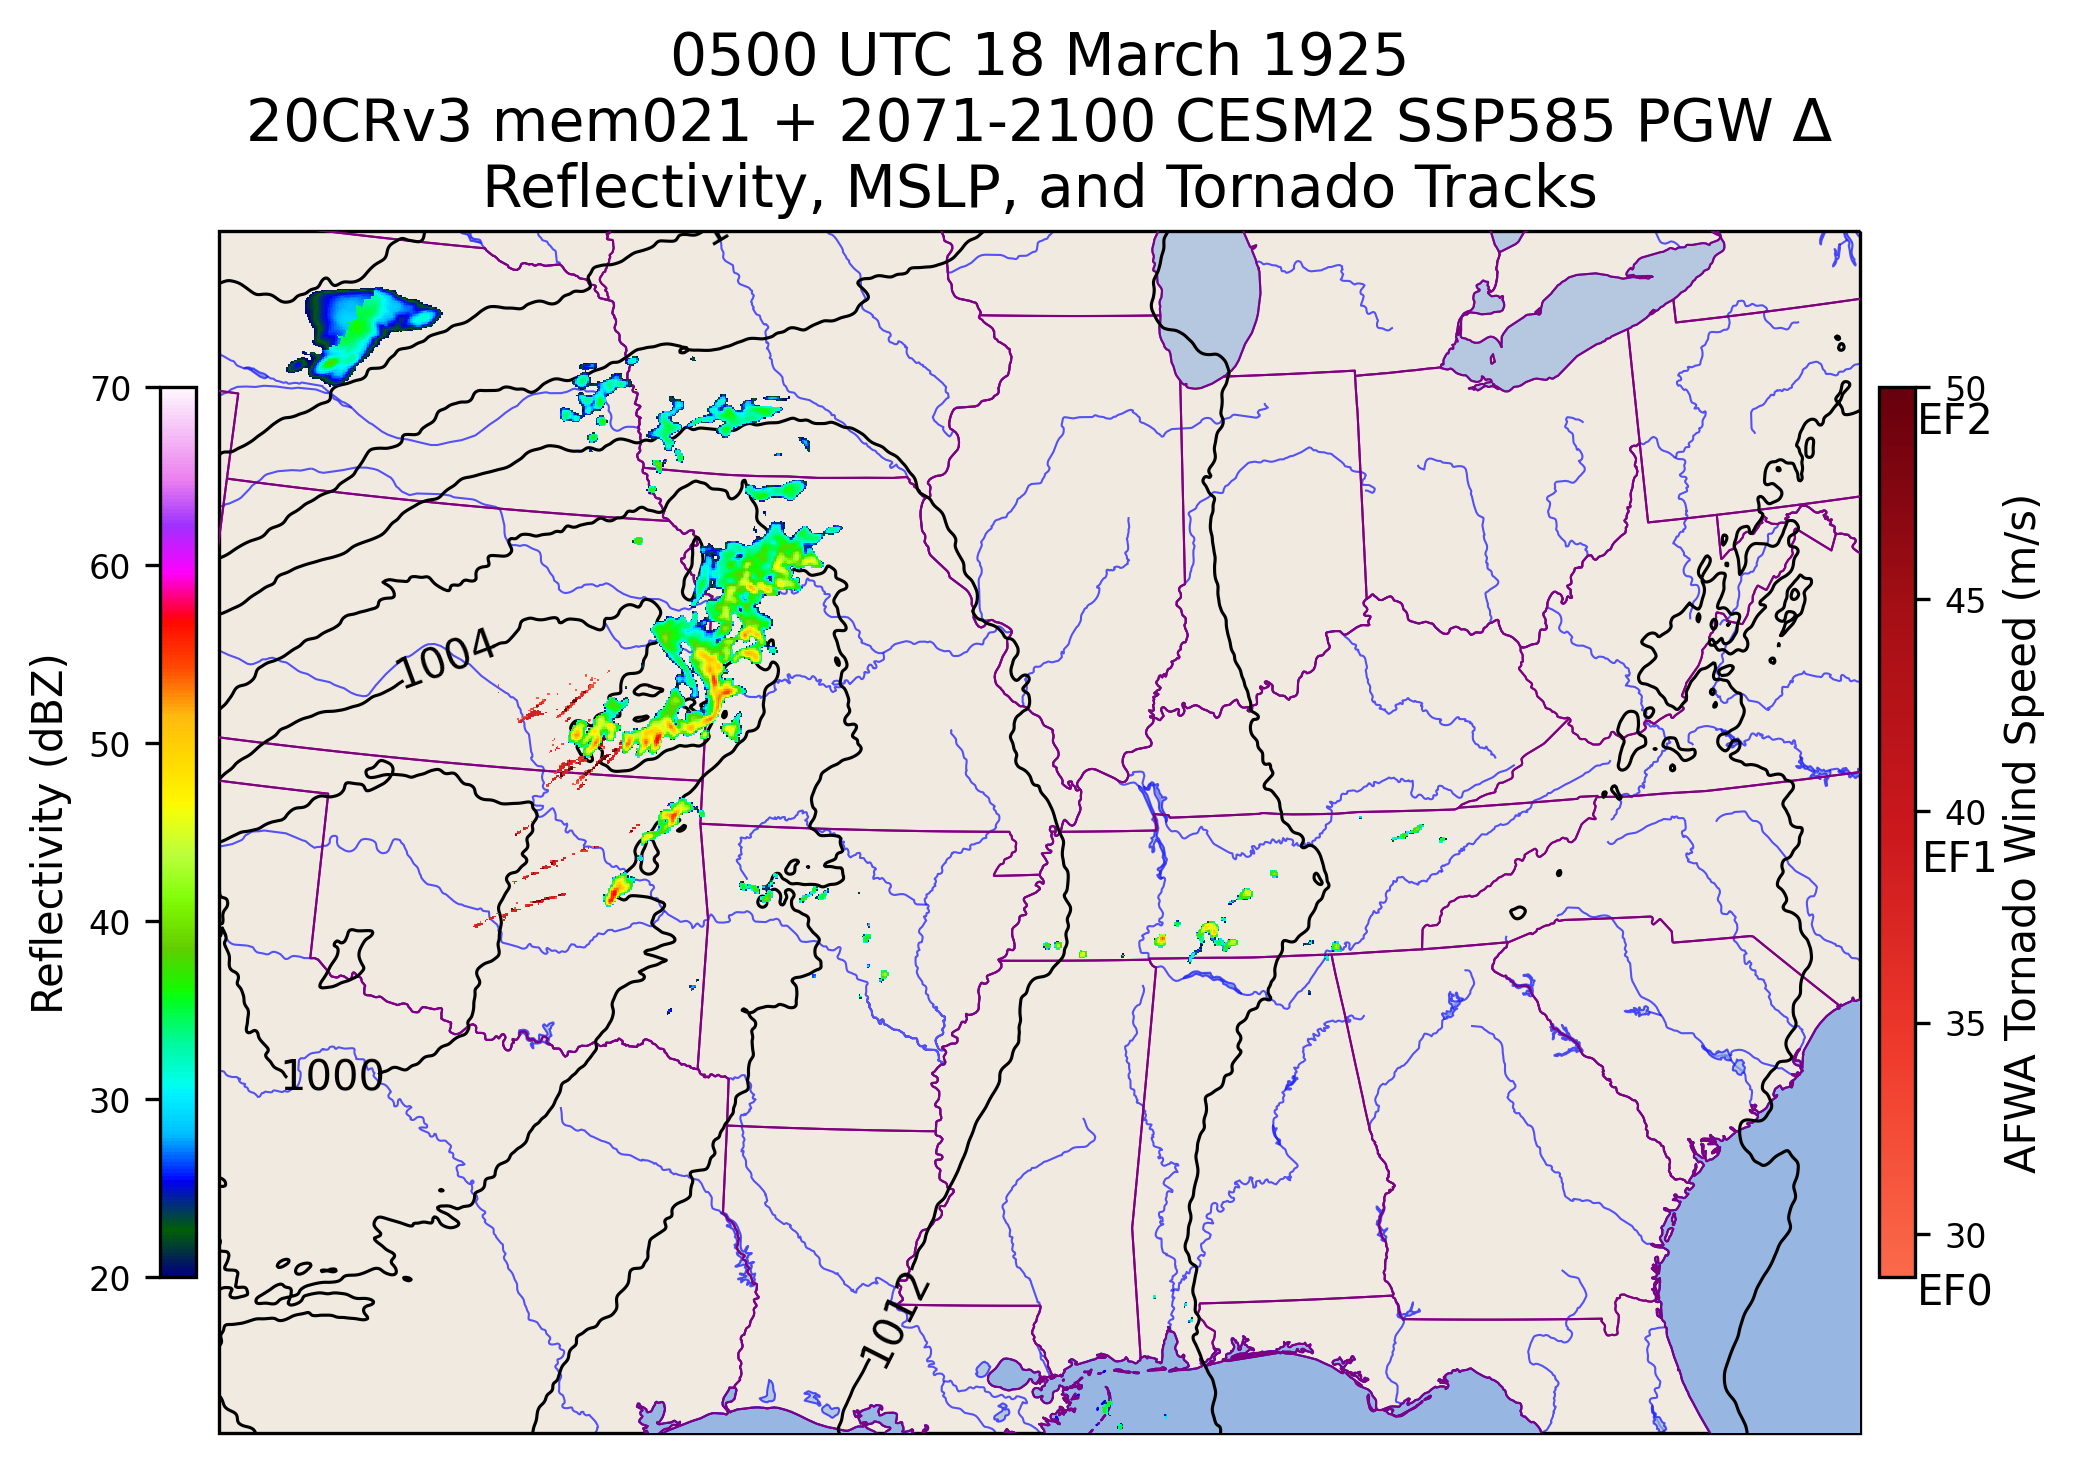 0500 UTC 18 March 1925
20CRv3 mem021 + 2071-2100 CESM2 SSP585 PGW Δ
Reflectivity, MSLP, and Tornado Tracks
70
60
50
40
30
20
Reflectivity (dBZ)
1004
1000
1012
50
EF2
45
40
EF1
35
30
EF0
AFWA Tornado Wind Speed (m/s)